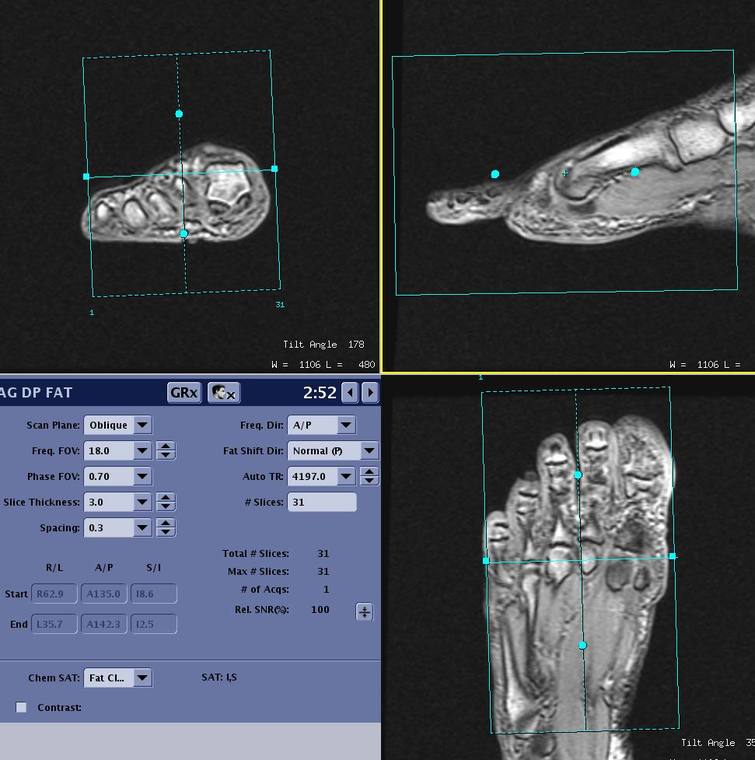 1
31
Tilt Angle 178
W = 1106 L = 480
W = 1106 L =
AG DP FAT
GRx
x
2:52
Scan Plane: Oblique
Freq. Dir: A/P
Freq. FOV: 18.0
Fat Shift Dir: Normal (P)
Phase FOV: 0.70
Auto TR: 4197.0
Slice Thickness: 3.0
# Slices: 31
Spacing: 0.3
R/L A/P S/I
Start R62.9 A135.0 I8.6
End L35.7 A142.3 I2.5
Total # Slices: 31
Max # Slices: 31
# of Acqs: 1
Rel. SNR(%): 100
Chem SAT: Fat Cl...
SAT: I,S
Contrast:
1
Tilt Angle 35